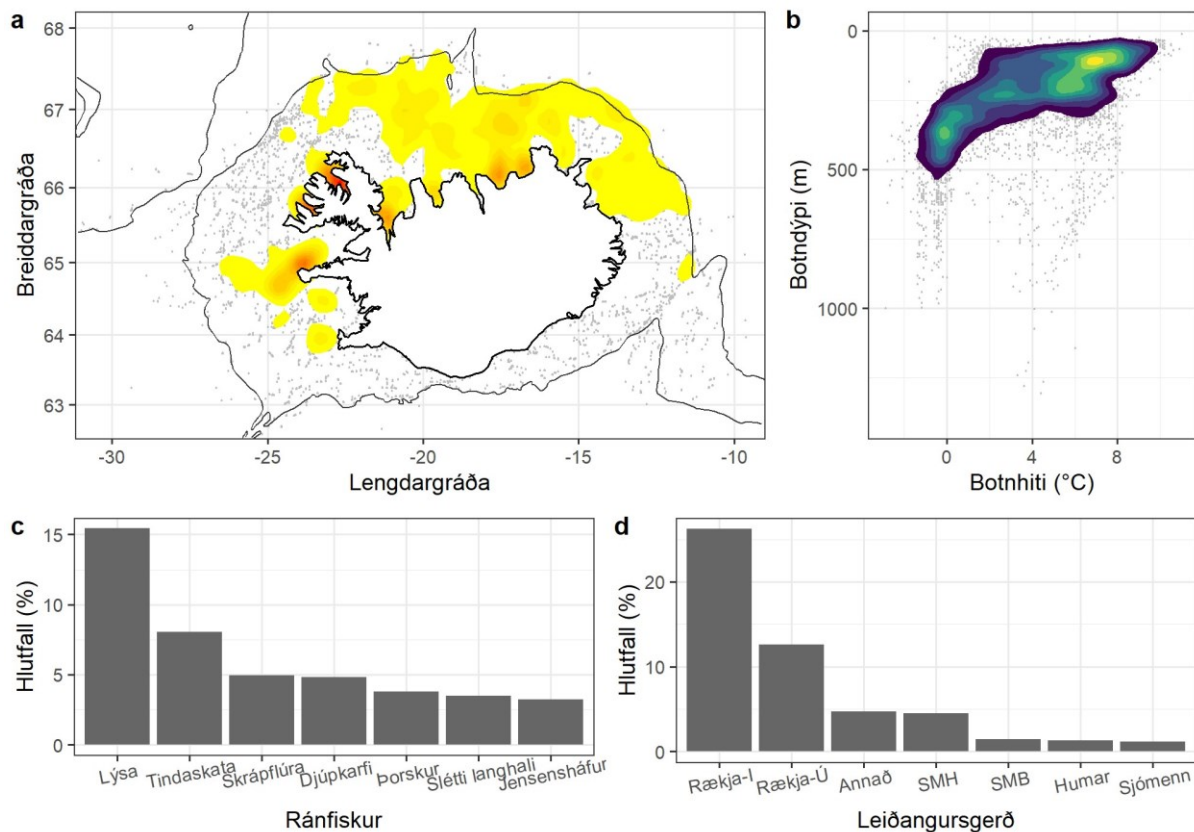 a
68
67
66
65
64
63
Breiddargráða
-30
-25
-20
-15
-10
Lengdargráða
b
0
500
1000
Botndýpi (m)
0
4
8
Botnhiti (°C)
c
15
10
5
0
Hlutfall (%)
Lýsa
Tindaskata
Skrápflúra
Djúpkarfi
Þorskur
Slétti langhali
Jensensháfur
Ránfiskur
d
20
10
0
Hlutfall (%)
Rækja-I
Rækja-Ú
Annað
SMH
SMB
Humar
Sjómenn
Leiðangursgerð